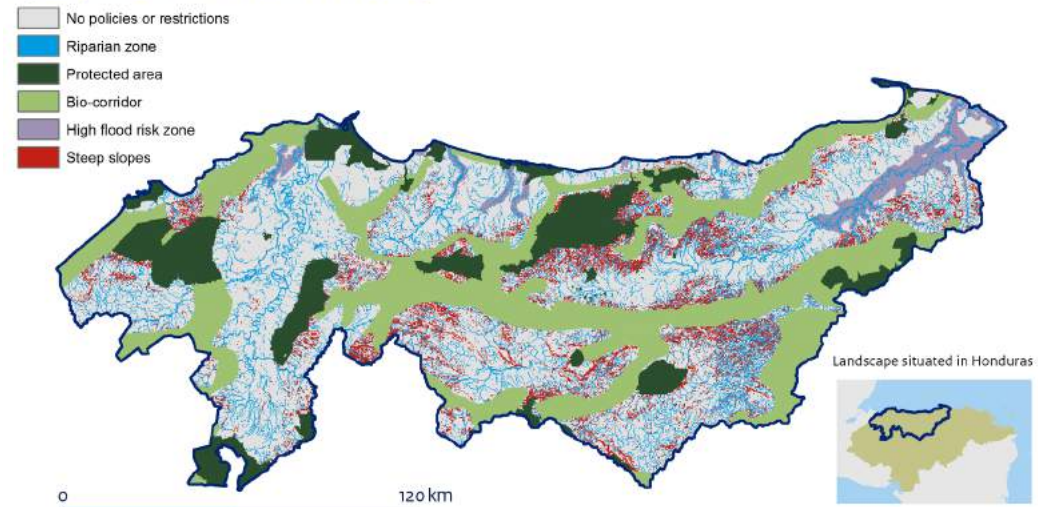 No policies or restrictions
Riparian zone
Protected area
Bio-corridor
High flood risk zone
Steep slopes
Landscape situated in Honduras
0 120 km